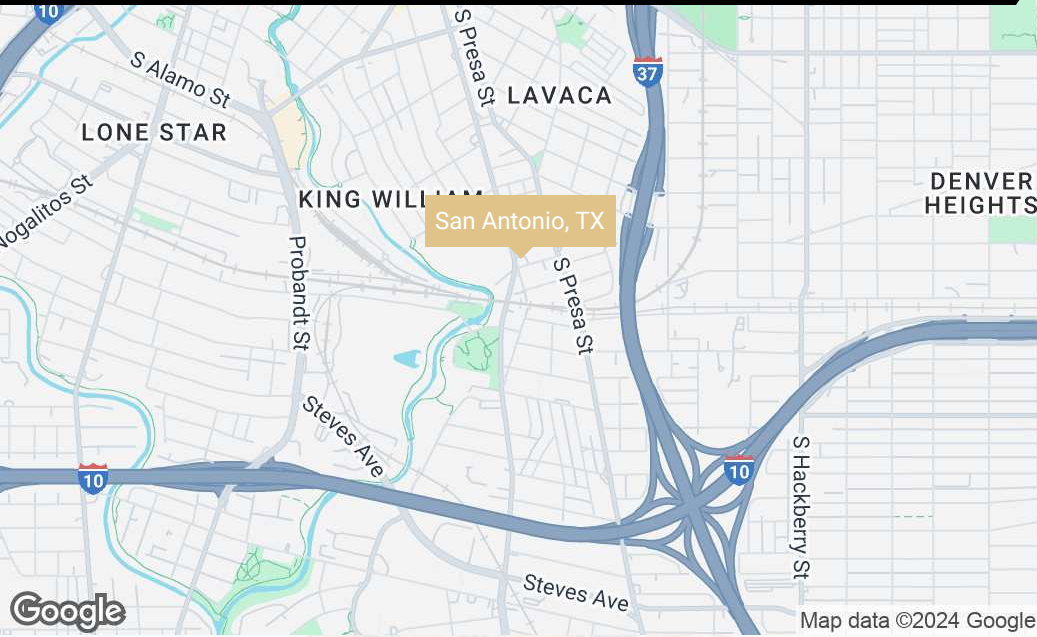 10
S Alamo St
S Presa St
37
LAVACA
LONE STAR
KING WILLIAM
DENVER
HEIGHTS
Nogalitos St
San Antonio, TX
Probandt St
S Presa St
Steves Ave
10
10
S Hackberry St
Steves Ave
Google
Map data ©2024 Google